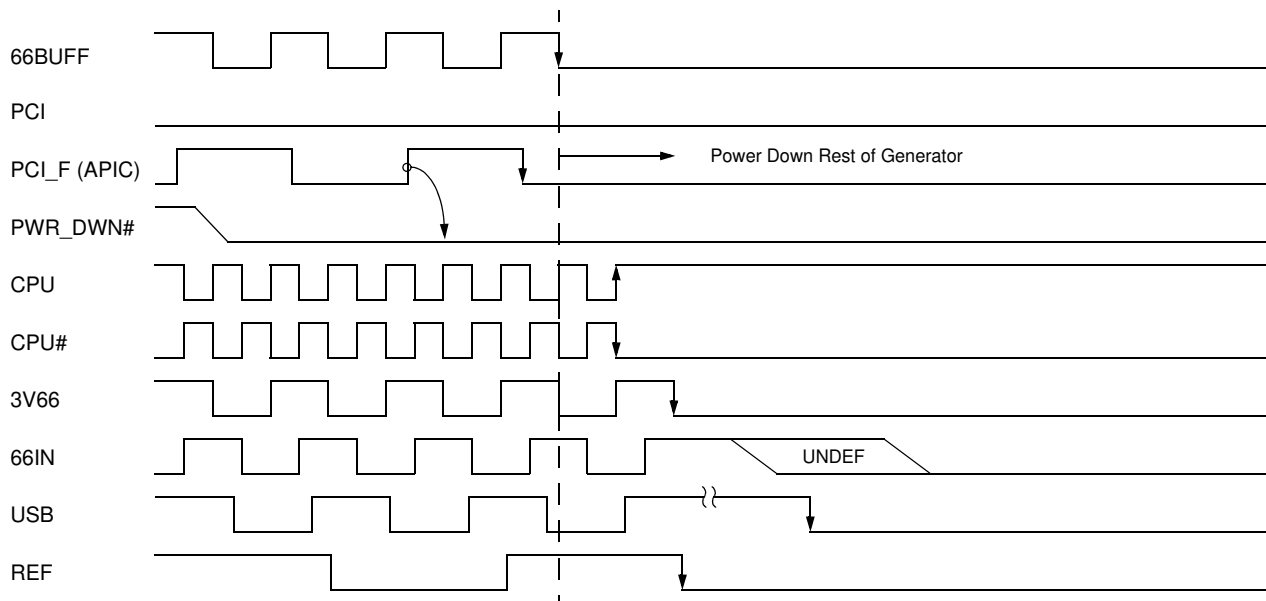 66BUFF
PCI
PCI_F (APIC)
Power Down Rest of Generator
PWR_DWN#
CPU
CPU#
3V66
66IN
UNDEF
USB
REF